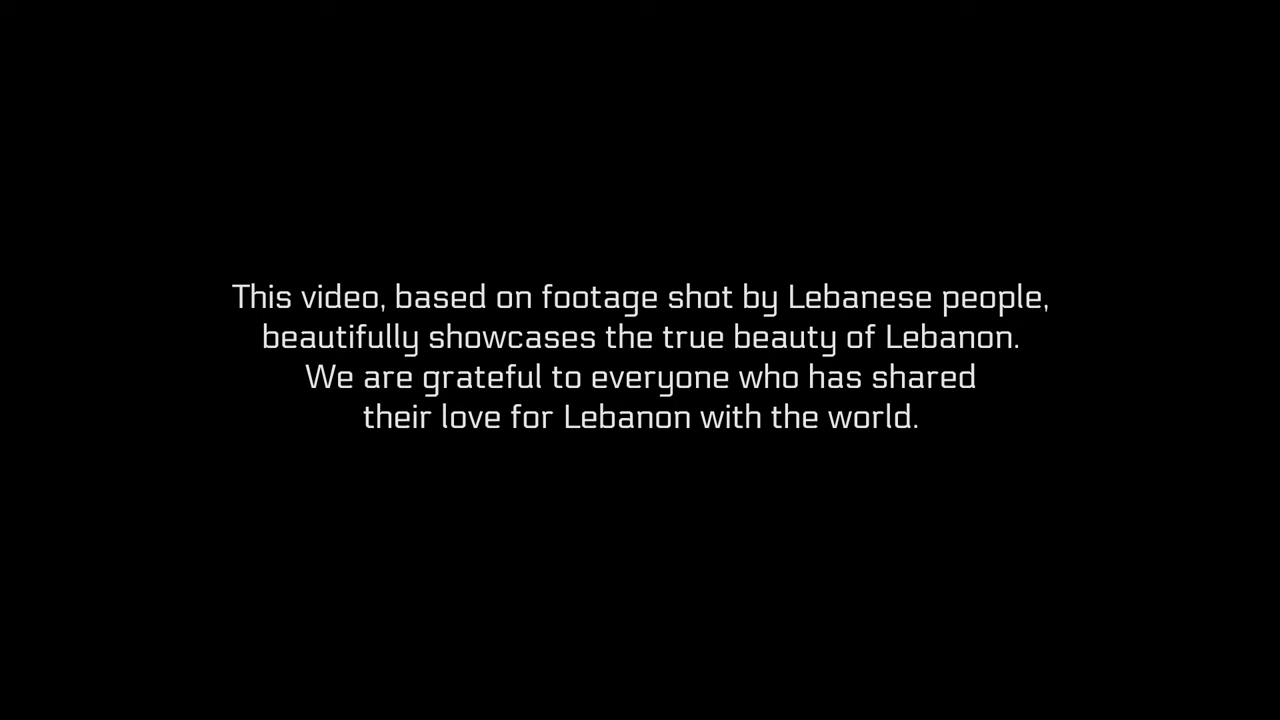 This video, based on footage shot by Lebanese people,
beautifully showcases the true beauty of Lebanon.
We are grateful to everyone who has shared
their love for Lebanon with the world.